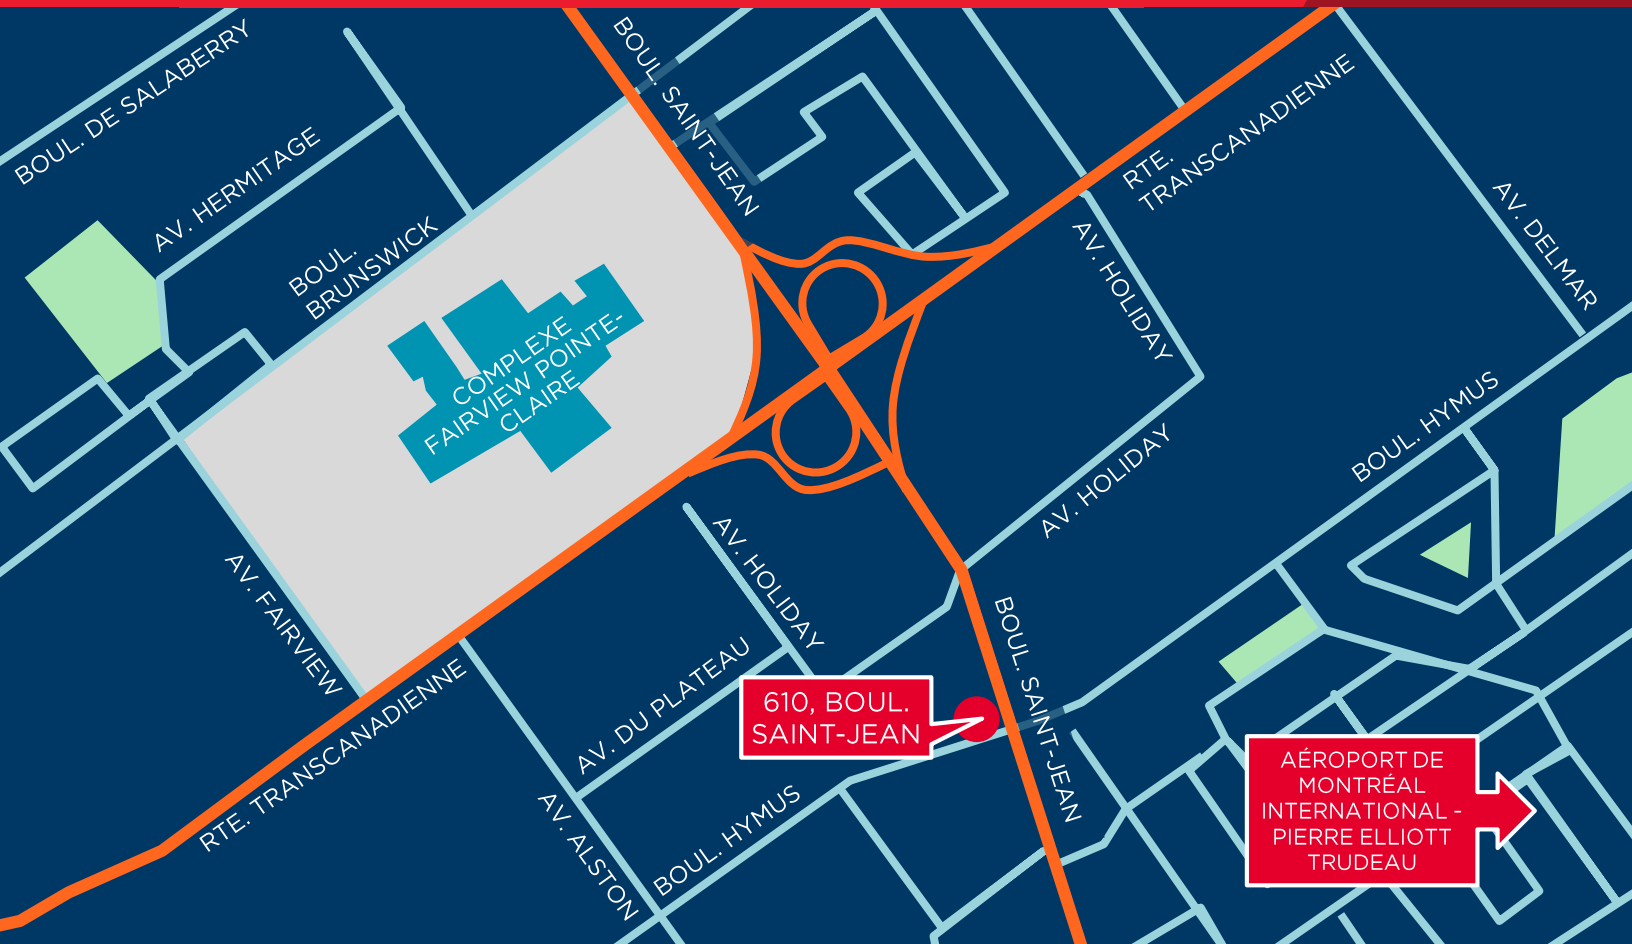 BOUL. DE SALABERRY
AV. HERMITAGE
BOUL.
BRUNSWICK
BOUL. SAINT-JEAN
RTE.
TRANSCANADIENNE
AV. DELMAR
AV. HOLIDAY
COMPLEXE
FAIRVIEW POINTE-
CLAIRE
BOUL. HYMUS
AV. HOLIDAY
AV. HOLIDAY
AV. FAIRVIEW
RTE. TRANSCANADIENNE
AV. DU PLATEAU
BOUL. SAINT-JEAN
610, BOUL.
SAINT-JEAN
AV. ALSTON
BOUL. HYMUS
AÉROPORT DE
MONTRÉAL
INTERNATIONAL -
PIERRE ELLIOTT
TRUDEAU